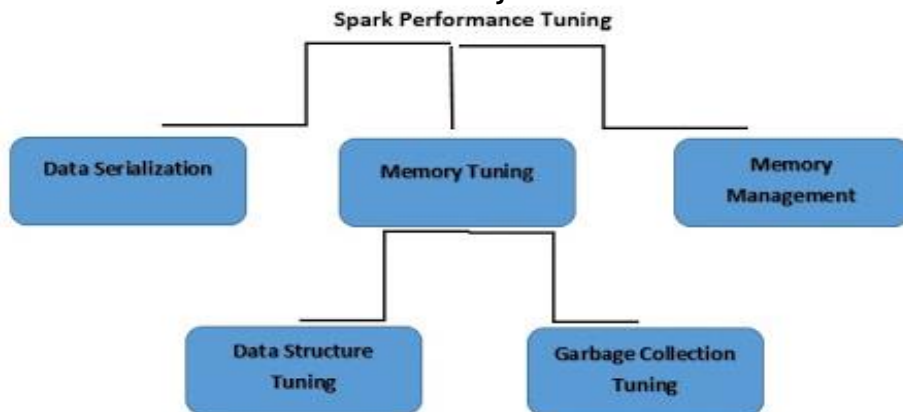 Spark Performance Tuning
Data Serialization
Memory Tuning
Memory
Management
Data Structure
Tuning
Garbage Collection
Tuning